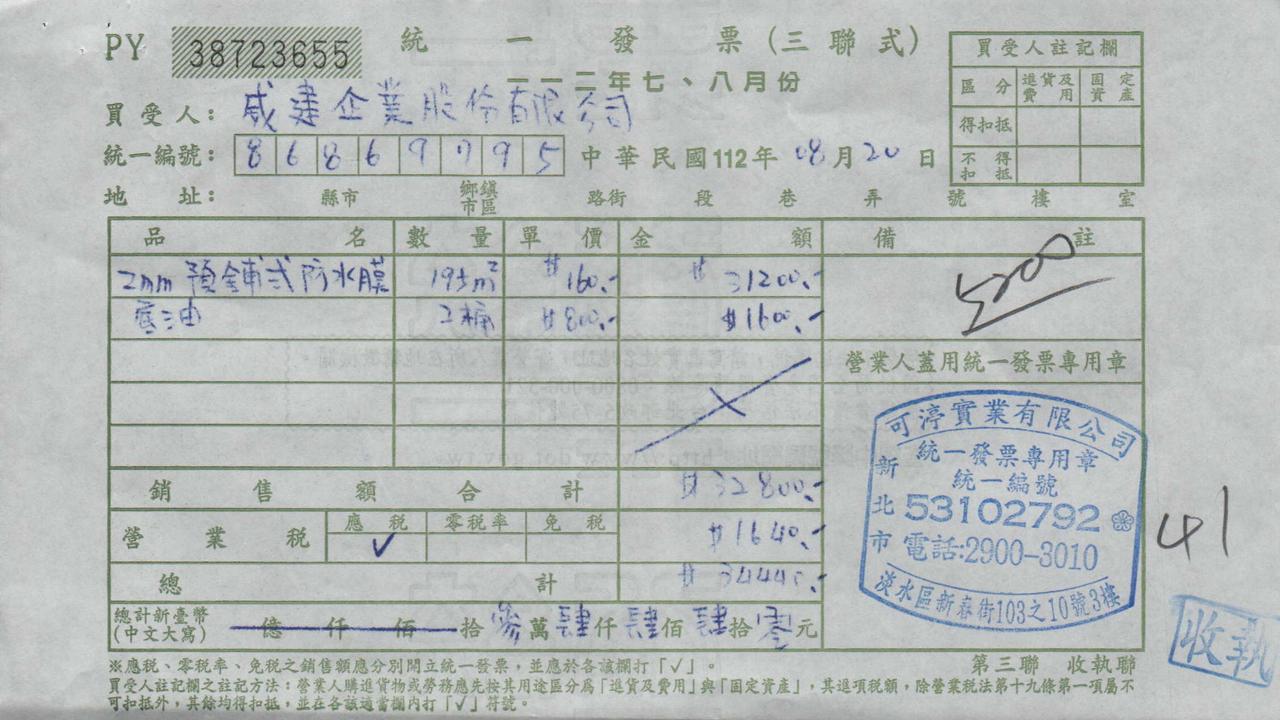 PY 38723655 統一發票(三聯式)
一一二年七、八月份
買受人註記欄
區分 進貨及費用 固定資產
得扣抵
不得扣抵
買受人: 威建企業股份有限公司
統一編號: 86869795 中華民國112年08月20日
地址: 縣市 鄉鎮市區 路街 段 巷 弄 號 樓 室
品名 數量 單價 金額 備註
2mm 預鋪式防水膜 195m² $160.- $31200.-
底油 2桶 $800.- $1600.-
5200
營業人蓋用統一發票專用章
銷售額合計 $32800.-
營業稅 應稅 零稅率 免稅 $1640.-
✓
總計 $34440.-
總計新臺幣(中文大寫) 億仟佰拾參萬肆仟肆佰肆拾零元
可渟實業有限公司
統一發票專用章
統一編號
新北市 53102792
電話:2900-3010
淡水區新春街103之10號3樓
41
收執
※應稅、零稅率、免稅之銷售額應分別開立統一發票,並應於各該欄打「✓」。
第三聯 收執聯
買受人註記欄之註記方法:營業人購進貨物或勞務應先按其用途區分為「進貨及費用」與「固定資產」,其進項稅額,除營業稅法第十九條第一項屬不
可扣抵外,其餘均得扣抵,並在各該適當欄內打「✓」符號。